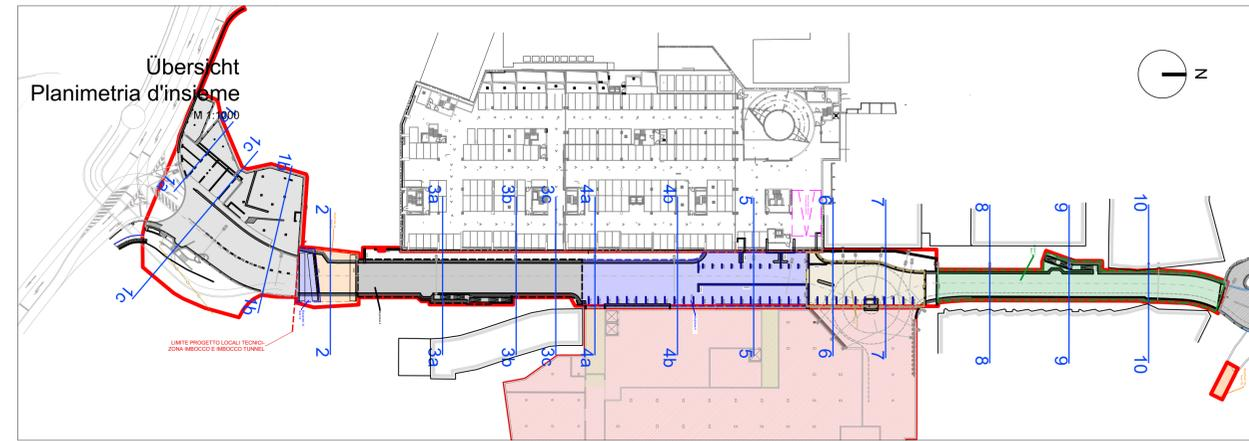 Übersicht
Planimetria d'insieme
M 1:1000
N
1a
1c
1b
1a
2
3a
3b
3c
4a
4b
5
6
7
8
9
10
1c
1b
LIMITE PROGETTO LOCALI TECNICI-
ZONA IMBOCCO E IMBOCCO TUNNEL
2
3a
3b
3c
4a
4b
5
6
7
8
9
10